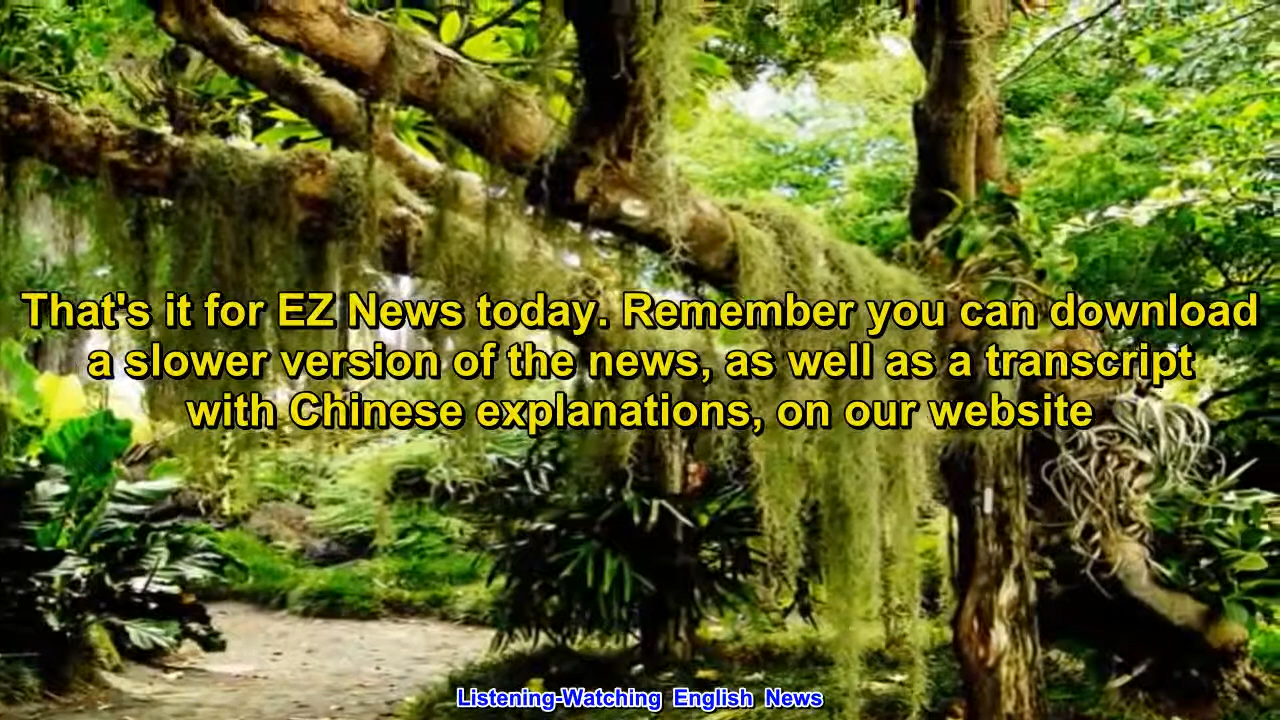 That's it for EZ News today. Remember you can download
a slower version of the news, as well as a transcript
with Chinese explanations, on our website
Listening-Watching English News